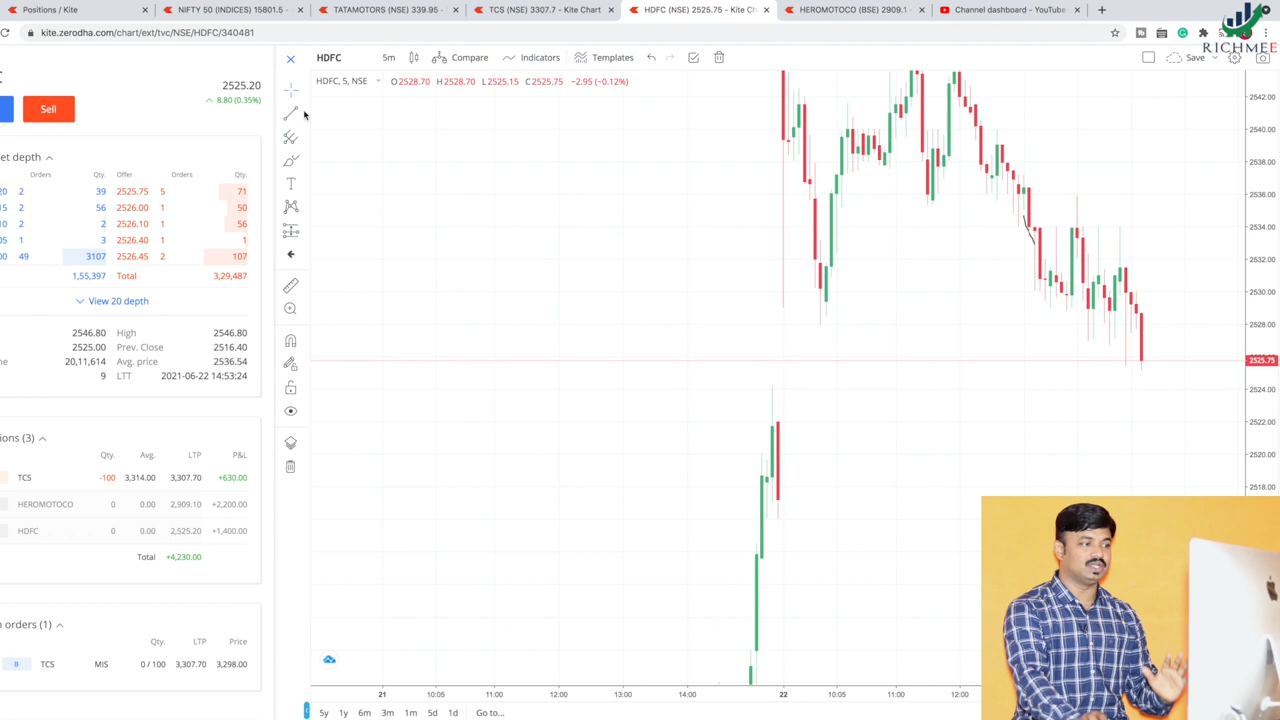 Positions / Kite
NIFTY 50 (INDICES) 15801.5 -
TATAMOTORS (NSE) 339.95 -
TCS (NSE) 3307.7 - Kite Chart
HDFC (NSE) 2525.75 - Kite Ch
HEROMOTOCO (BSE) 2909.1
Channel dashboard - YouTube
kite.zerodha.com/chart/ext/tvc/NSE/HDFC/340481
RICHMEE
C
HDFC
5m
Compare
Indicators
Templates
Save
2525.20
8.80 (0.35%)
HDFC, 5, NSE
O2528.70 H2528.70 L2525.15 C2525.75 −2.95 (−0.12%)
Sell
et depth
Orders Qty. Offer Orders Qty.
20 2 39 2525.75 5 71
15 2 56 2526.00 1 50
10 2 2 2526.10 2 56
05 1 3 2526.40 1 1
00 49 3107 2526.45 2 107
1,55,397 Total 3,29,487
View 20 depth
2546.80 High 2546.80
2525.00 Prev. Close 2516.40
me 20,11,614 Avg. price 2536.54
9 LTT 2021-06-22 14:53:24
ions (3)
Qty. Avg. LTP P&L
TCS -100 3,314.00 3,307.70 +630.00
HEROMOTOCO 0 0.00 2,909.10 +2,200.00
HDFC 0 0.00 2,525.20 +1,400.00
Total +4,230.00
n orders (1)
Qty. LTP Price
B TCS MIS 0 / 100 3,307.70 3,298.00
2542.00
2540.00
2538.00
2536.00
2534.00
2532.00
2530.00
2528.00
2525.75
2524.00
2522.00
2520.00
2518.00
21 10:05 11:00 12:00 13:00 14:00 22 10:05 11:00 12:00
5y 1y 6m 3m 1m 5d 1d Go to...